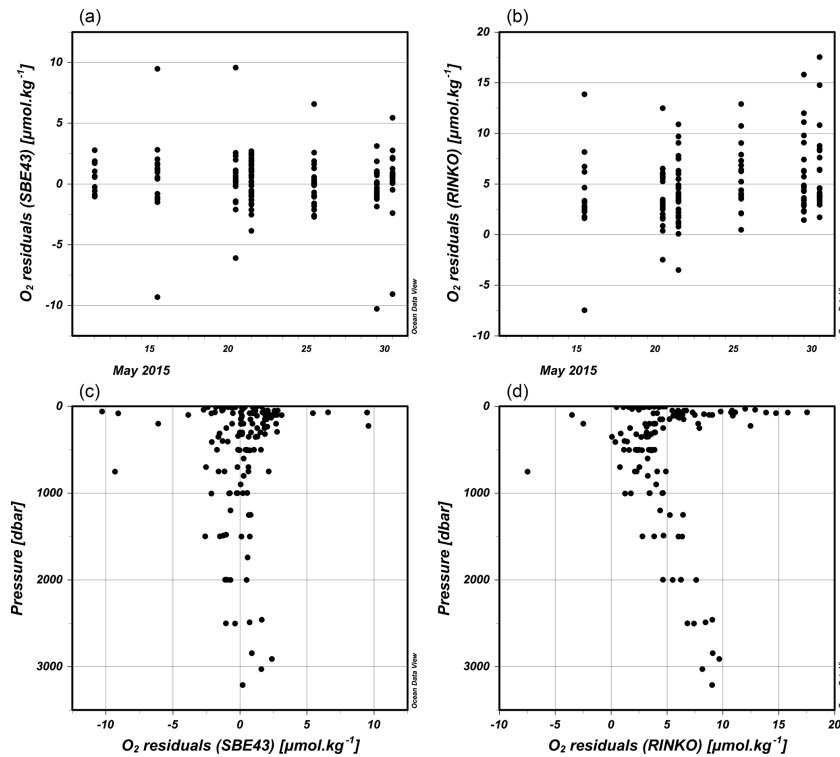 (a)
(b)
O₂ residuals (SBE43) [µmol.kg⁻¹]
10
5
0
-5
-10
15
20
25
30
May 2015
Ocean Data View
O₂ residuals (RINKO) [µmol.kg⁻¹]
20
15
10
5
0
-5
-10
15
20
25
30
May 2015
(c)
(d)
Pressure [dbar]
0
1000
2000
3000
-10
-5
0
5
10
O₂ residuals (SBE43) [µmol.kg⁻¹]
Ocean Data View
Pressure [dbar]
0
1000
2000
3000
-10
-5
0
5
10
15
20
O₂ residuals (RINKO) [µmol.kg⁻¹]